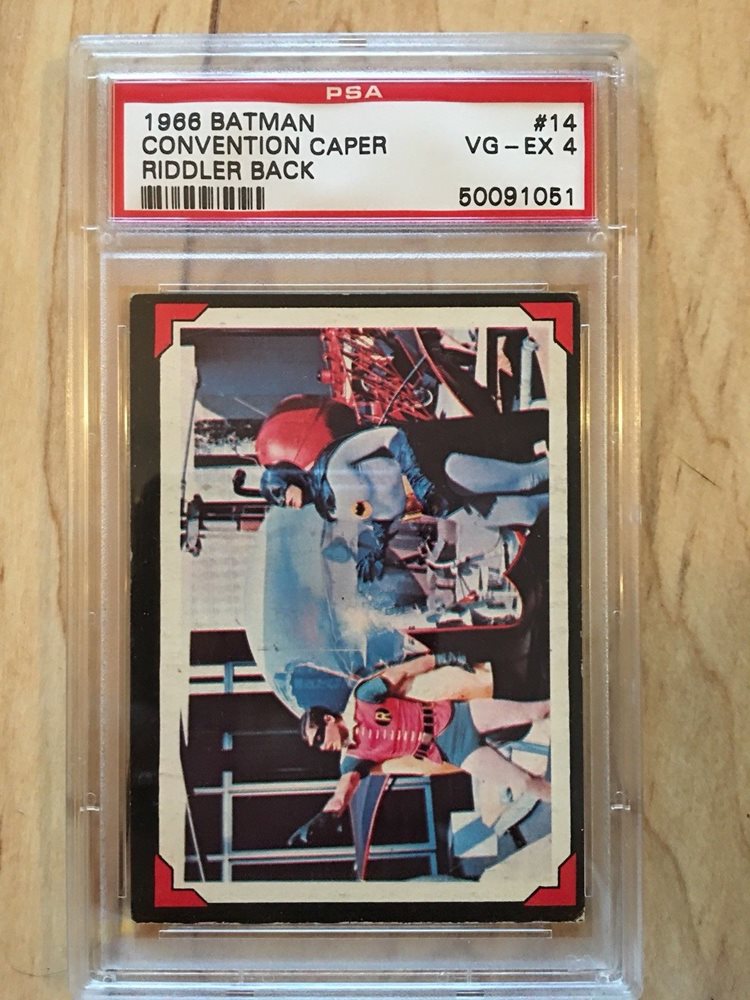 PSA
1966 BATMAN #14
CONVENTION CAPER VG-EX 4
RIDDLER BACK
50091051
R